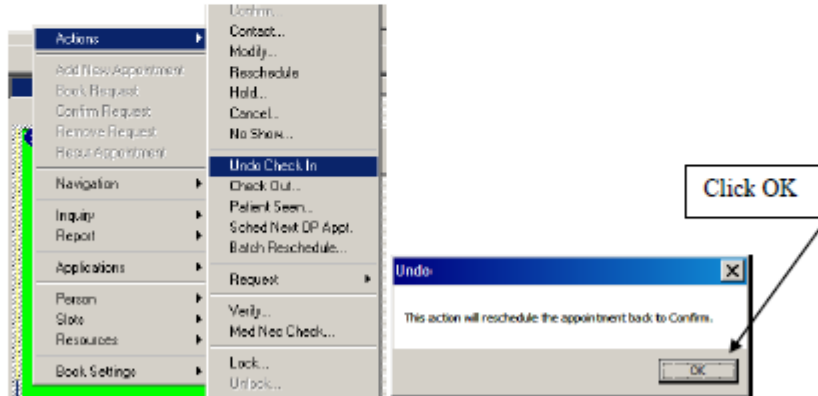 Actions
Add New Appointment
Book Request
Confirm Request
Remove Request
Recur Appointment
Navigation
Inquiry
Report
Applications
Person
Slots
Resources
Book Settings
Confirm...
Contact...
Modify...
Reschedule
Hold...
Cancel...
No Show...
Undo Check In
Check Out...
Patient Seen...
Sched Next OP Appt.
Batch Reschedule...
Request
Verify...
Med Nec Check...
Lock...
Unlock...
Click OK
Undo
This action will reschedule the appointment back to Confirm.
OK